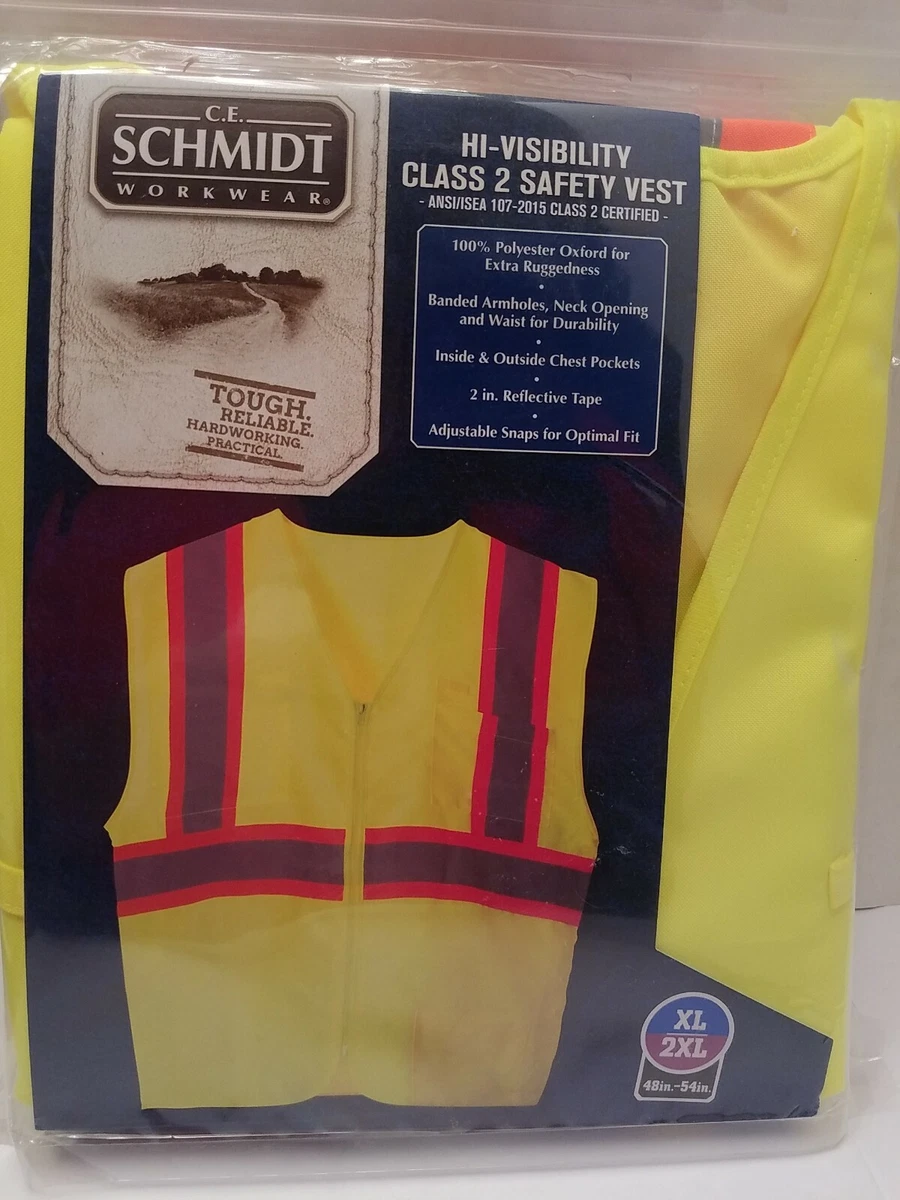 C.E.
SCHMIDT
WORKWEAR®
TOUGH.
RELIABLE.
HARDWORKING.
PRACTICAL.
HI-VISIBILITY
CLASS 2 SAFETY VEST
- ANSI/ISEA 107-2015 CLASS 2 CERTIFIED -
100% Polyester Oxford for
Extra Ruggedness
•
Banded Armholes, Neck Opening
and Waist for Durability
•
Inside & Outside Chest Pockets
•
2 in. Reflective Tape
•
Adjustable Snaps for Optimal Fit
XL
2XL
48in.-54in.